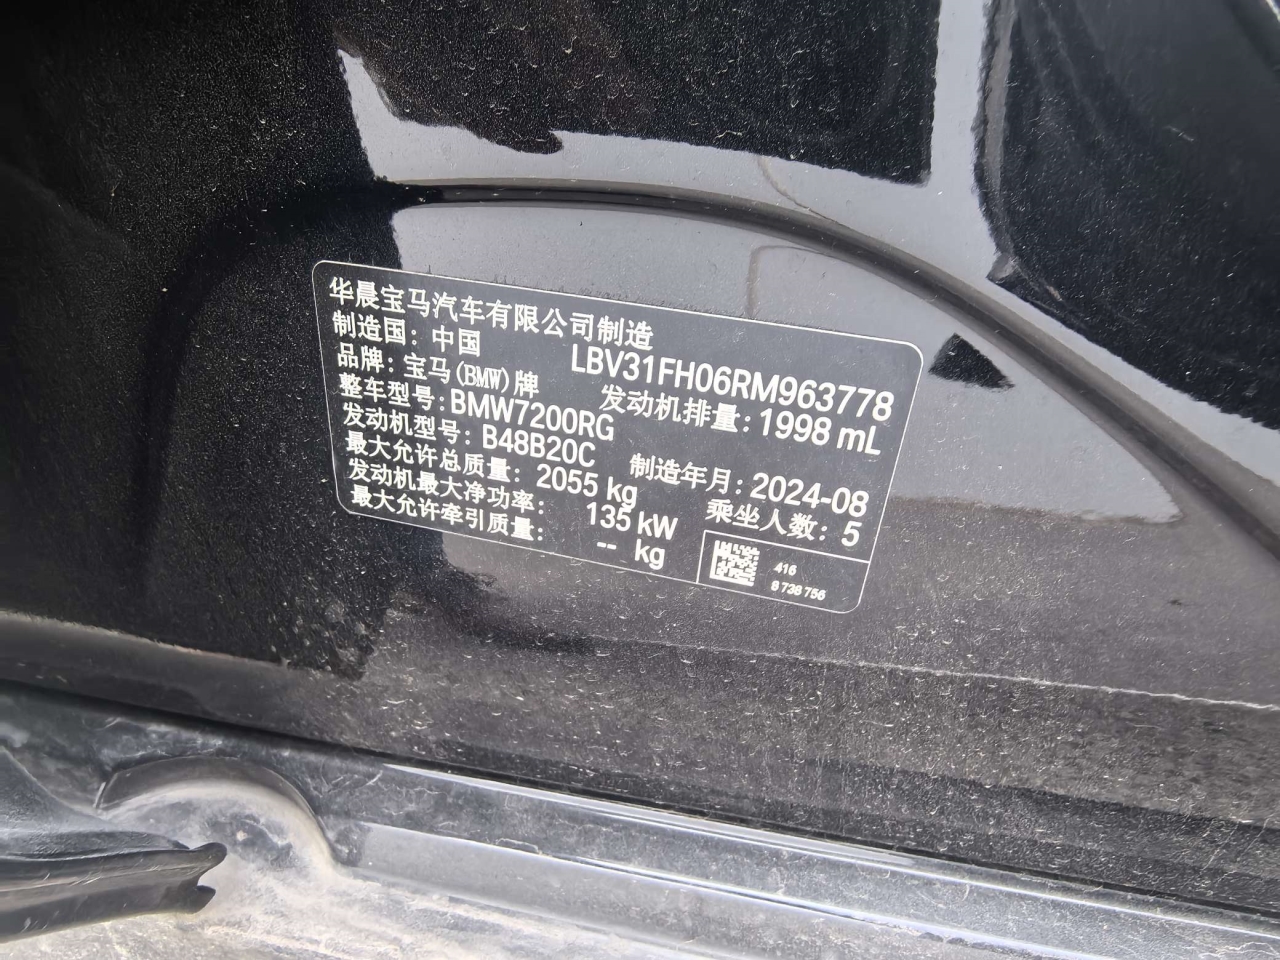 华晨宝马汽车有限公司制造
制造国：中国 LBV31FH06RM963778
品牌：宝马(BMW)牌 发动机排量：1998 mL
整车型号：BMW7200RG
发动机型号：B48B20C 制造年月：2024-08
最大允许总质量：2055 kg 乘坐人数：5
发动机最大净功率：135 kW
最大允许牵引质量：-- kg
416
8 738 756